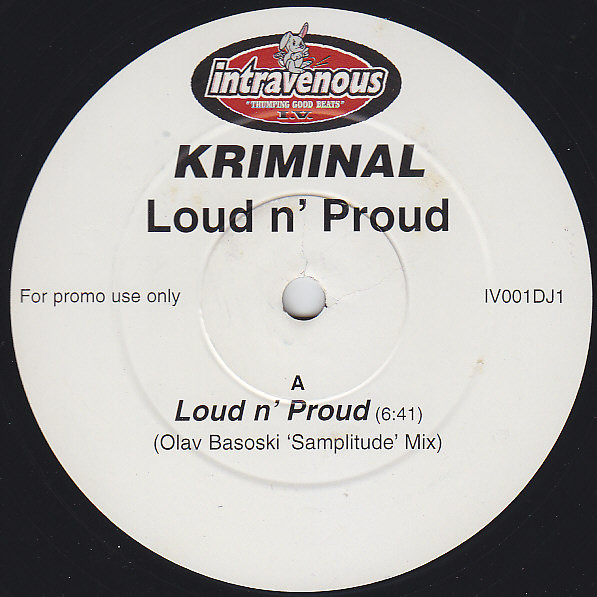 intravenous
"THUMPING GOOD BEATS"
I.V.
KRIMINAL
Loud n' Proud
For promo use only
IV001DJ1
A
Loud n' Proud (6:41)
(Olav Basoski 'Samplitude' Mix)